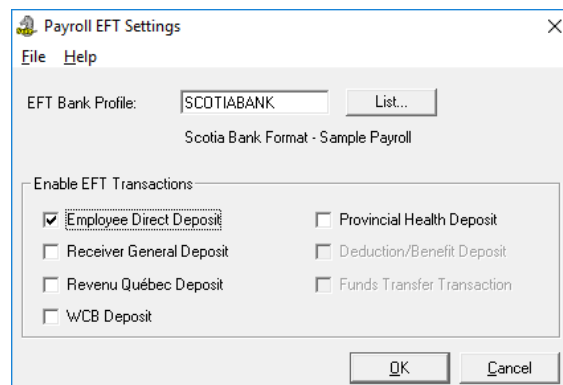 Payroll EFT Settings
File Help
EFT Bank Profile: SCOTIABANK List...
Scotia Bank Format - Sample Payroll
Enable EFT Transactions
Employee Direct Deposit Provincial Health Deposit
Receiver General Deposit Deduction/Benefit Deposit
Revenu Québec Deposit Funds Transfer Transaction
WCB Deposit
OK Cancel